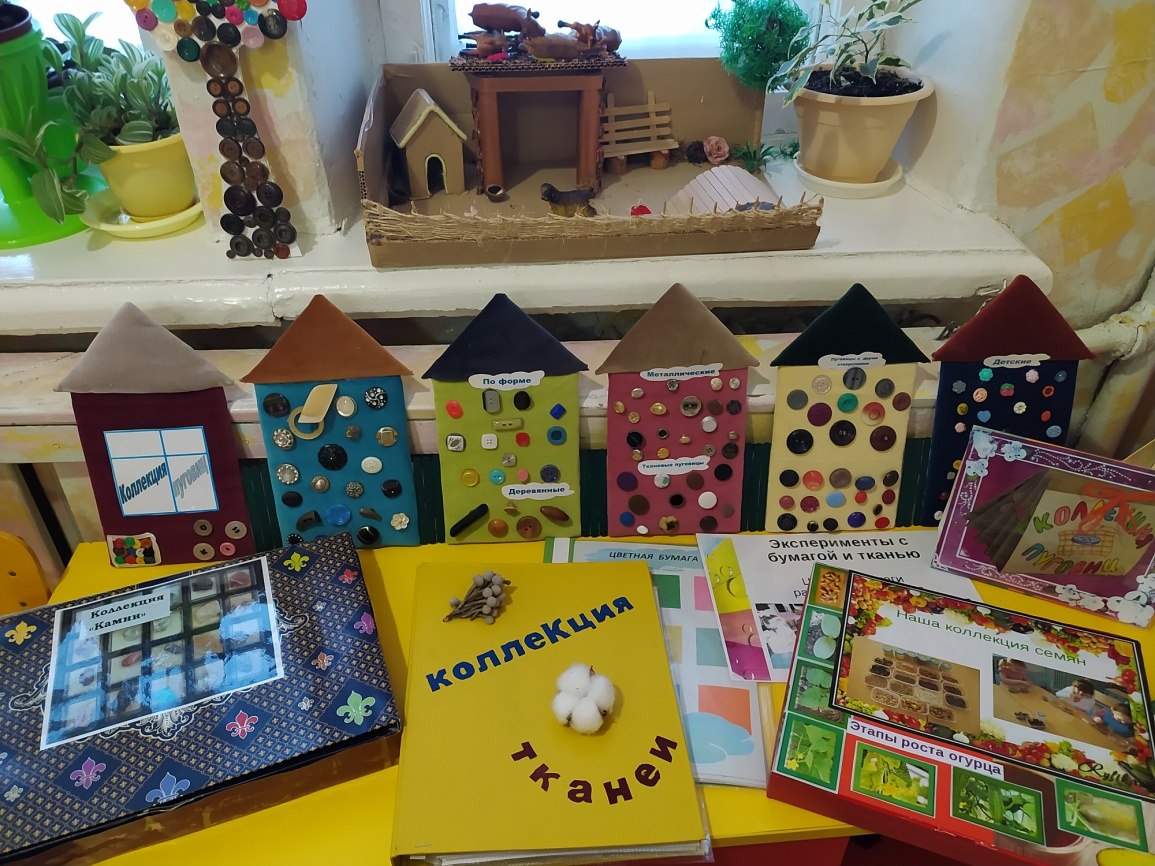 Коллекция
пуговиц
По форме
Деревянные
Металлические
Тканевые пуговицы
Пуговицы с двумя
отверстиями
Детские
Коллекция
«Камни»
коллеКция
тканей
ЦВЕТНАЯ БУМАГА
Эксперименты с
бумагой и тканью
КОЛЛЕКЦИЯ
ПУГОВИЦ
Наша коллекция семян
Этапы роста огурца